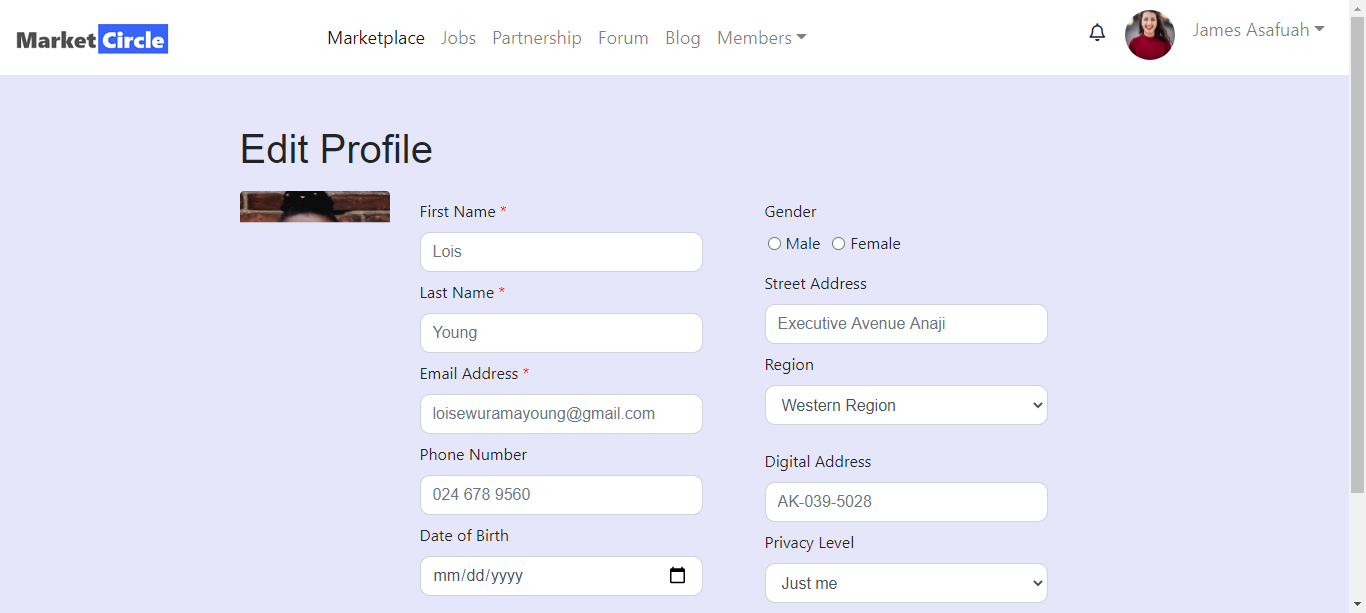 Market Circle
Marketplace Jobs Partnership Forum Blog Members
James Asafuah
Edit Profile
First Name *
Lois
Last Name *
Young
Email Address *
loisewuramayoung@gmail.com
Phone Number
024 678 9560
Date of Birth
mm/dd/yyyy
Gender
Male Female
Street Address
Executive Avenue Anaji
Region
Western Region
Digital Address
AK-039-5028
Privacy Level
Just me